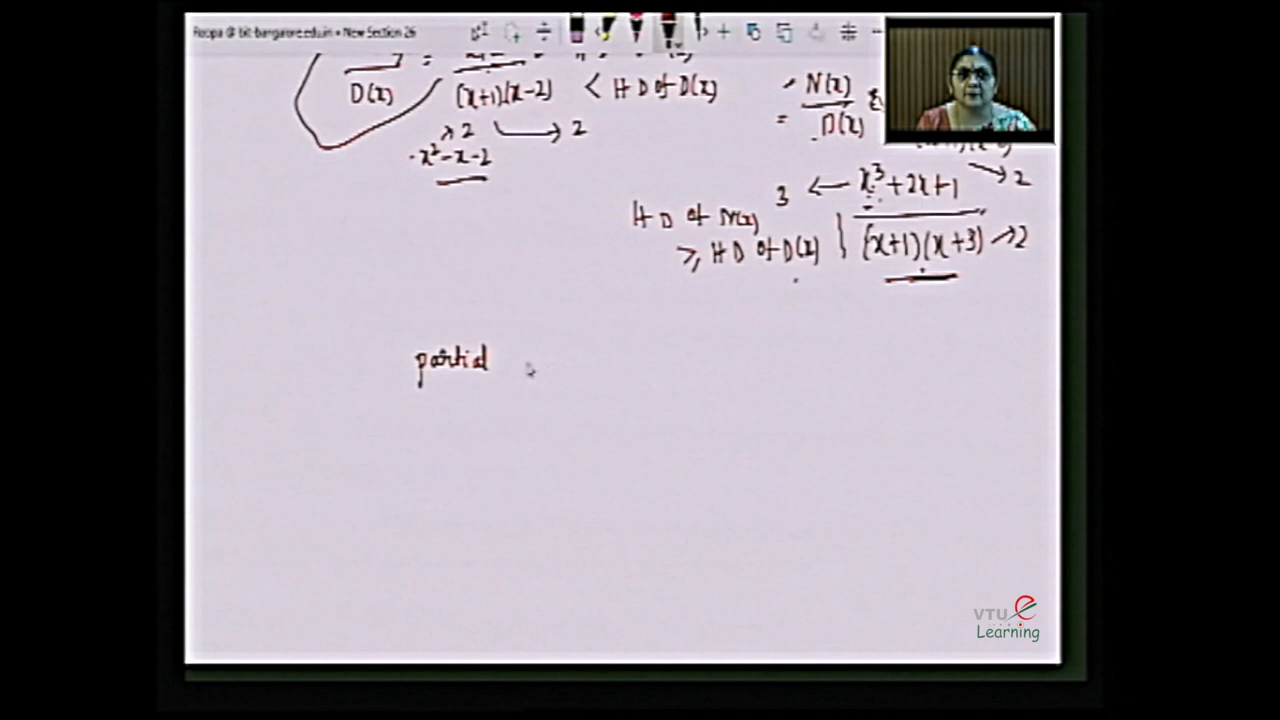 Roopa @ bit-bangalore.edu.in • New Section 26
D(x) (x+1)(x-2) < H D of D(x)
→ 2 → 2
x² - x - 2
N(x)
= D(x)
3 ← x³ + 2x + 1 → 2
H D of N(x)
≥ H D of D(x) (x+1)(x+3) → 2
partial
VTU e
Learning